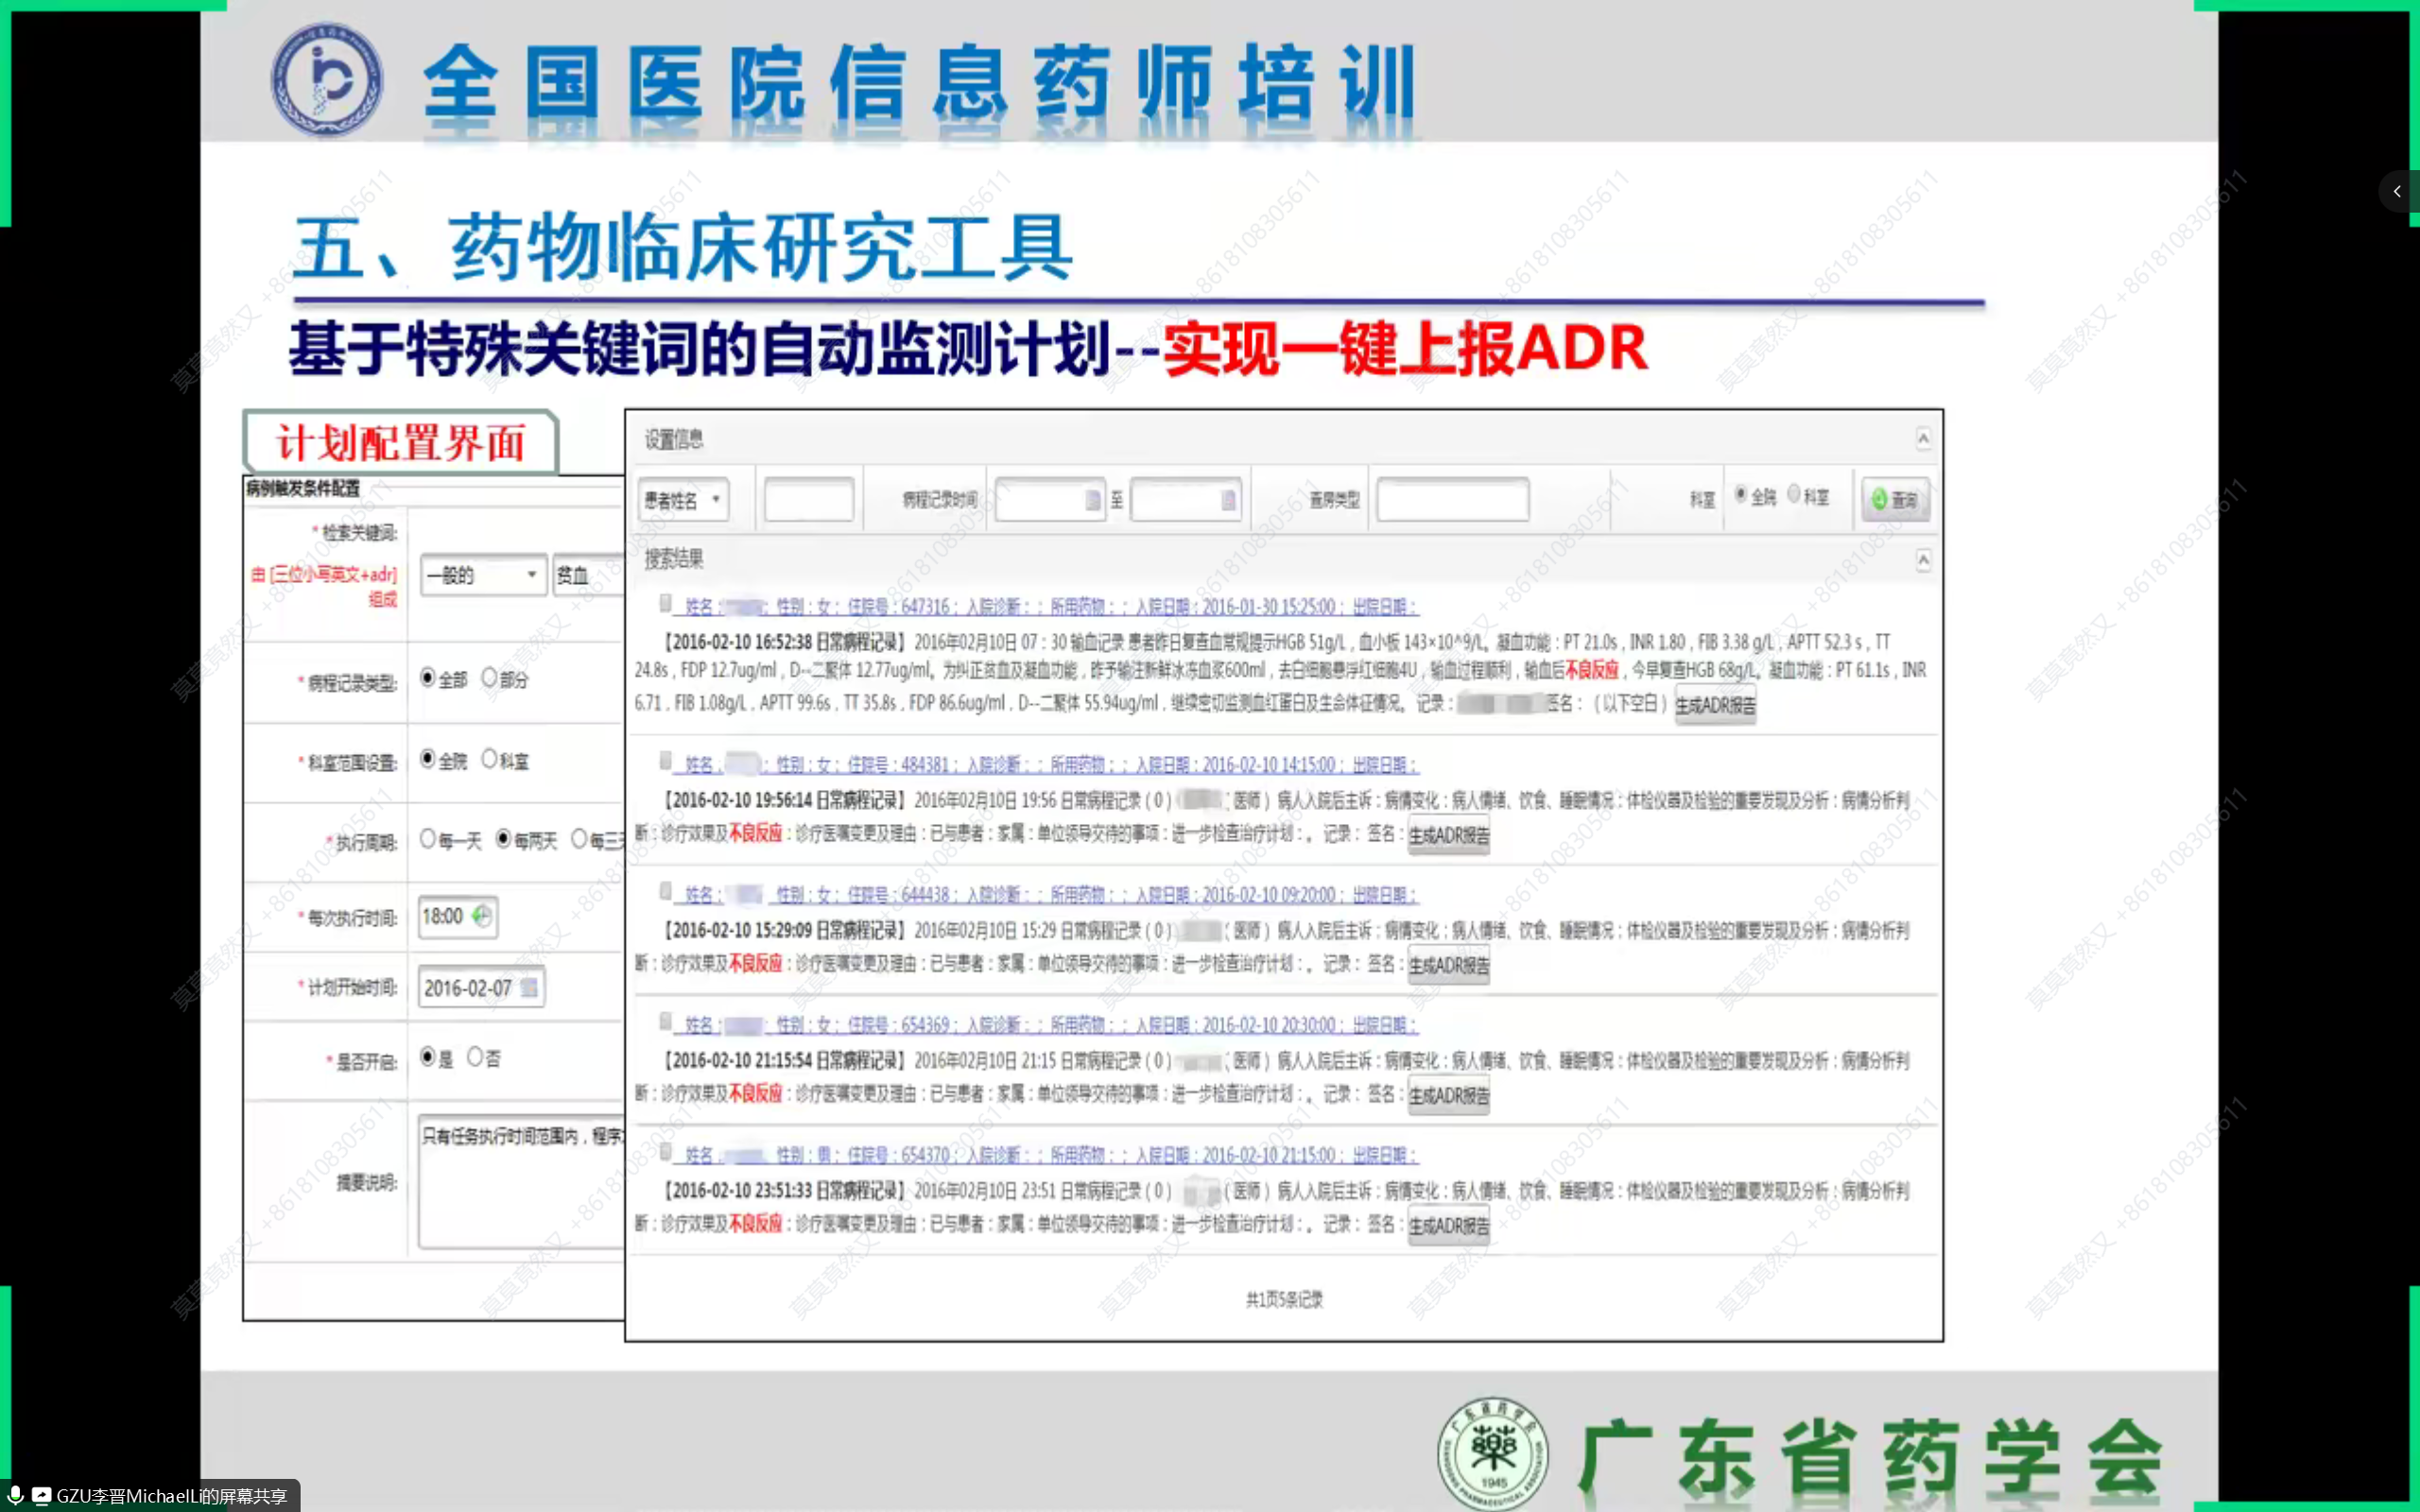 全国医院信息药师培训
五、药物临床研究工具
基于特殊关键词的自动监测计划--实现一键上报ADR
计划配置界面
病例触发条件配置
* 检索关键词:
由 [三位小写英文+adr]
组成
一般的
贫血
* 病程记录类型:
全部 部分
* 科室范围设置:
全院 科室
* 执行周期:
每一天 每两天 每三
* 每次执行时间:
18:00
* 计划开始时间:
2016-02-07
* 是否开启:
是 否
摘要说明:
只有任务执行时间范围内，程序
设置信息
患者姓名 病程记录时间 至 查房类型 科室 全院 科室 查询
搜索结果
姓名： ；性别：女；住院号：647316；入院诊断：；所用药物：；入院日期：2016-01-30 15:25:00；出院日期：
【2016-02-10 16:52:38 日常病程记录】 2016年02月10日 07：30 输血记录 患者昨日复查血常规提示HGB 51g/L，血小板 143×10^9/L。凝血功能：PT 21.0s，INR 1.80，FIB 3.38 g/L，APTT 52.3 s，TT
24.8s，FDP 12.7ug/ml，D--二聚体 12.77ug/ml。为纠正贫血及凝血功能，昨予输注新鲜冰冻血浆600ml，去白细胞悬浮红细胞4U，输血过程顺利，输血后不良反应，今早复查HGB 68g/L。凝血功能：PT 61.1s，INR
6.71，FIB 1.08g/L，APTT 99.6s，TT 35.8s，FDP 86.6ug/ml，D--二聚体 55.94ug/ml，继续密切监测血红蛋白及生命体征情况。 记录： 签名：（以下空白） 生成ADR报告
姓名： ；性别：女；住院号：484381；入院诊断：；所用药物：；入院日期：2016-02-10 14:15:00；出院日期：
【2016-02-10 19:56:14 日常病程记录】 2016年02月10日 19:56 日常病程记录（0） （医师） 病人入院后主诉：病情变化：病人情绪、饮食、睡眠情况：体检仪器及检验的重要发现及分析：病情分析判
断：诊疗效果及不良反应：诊疗医嘱变更及理由：已与患者：家属：单位领导交待的事项：进一步检查治疗计划：。 记录： 签名： 生成ADR报告
姓名： 性别：女；住院号：644438；入院诊断：；所用药物：；入院日期：2016-02-10 09:20:00；出院日期：
【2016-02-10 15:29:09 日常病程记录】 2016年02月10日 15:29 日常病程记录（0） （医师） 病人入院后主诉：病情变化：病人情绪、饮食、睡眠情况：体检仪器及检验的重要发现及分析：病情分析判
断：诊疗效果及不良反应：诊疗医嘱变更及理由：已与患者：家属：单位领导交待的事项：进一步检查治疗计划：。 记录： 签名： 生成ADR报告
姓名： ；性别：女；住院号：654369；入院诊断：；所用药物：；入院日期：2016-02-10 20:30:00；出院日期：
【2016-02-10 21:15:54 日常病程记录】 2016年02月10日 21:15 日常病程记录（0） （医师） 病人入院后主诉：病情变化：病人情绪、饮食、睡眠情况：体检仪器及检验的重要发现及分析：病情分析判
断：诊疗效果及不良反应：诊疗医嘱变更及理由：已与患者：家属：单位领导交待的事项：进一步检查治疗计划：。 记录： 签名： 生成ADR报告
姓名： 性别：男；住院号：654370；入院诊断：；所用药物：；入院日期：2016-02-10 21:15:00；出院日期：
【2016-02-10 23:51:33 日常病程记录】 2016年02月10日 23:51 日常病程记录（0） （医师） 病人入院后主诉：病情变化：病人情绪、饮食、睡眠情况：体检仪器及检验的重要发现及分析：病情分析判
断：诊疗效果及不良反应：诊疗医嘱变更及理由：已与患者：家属：单位领导交待的事项：进一步检查治疗计划：。 记录： 签名： 生成ADR报告
共1页5条记录
广东省药学会
1945
广东省药学会
GZU李晋MichaelLi的屏幕共享
莫莫竟然又 +8618108305611